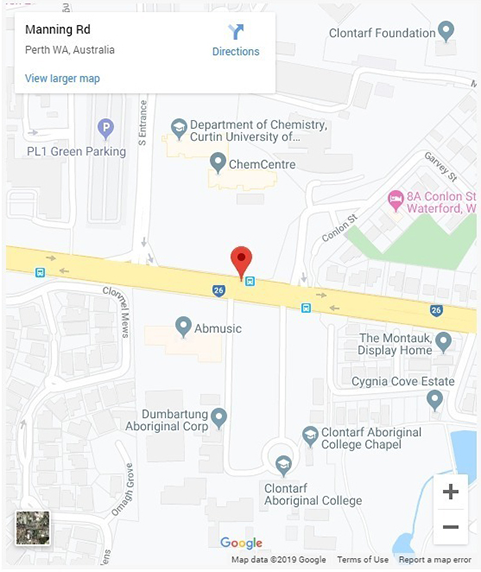 Manning Rd
Perth WA, Australia
Directions
View larger map
Clontarf Foundation
S Entrance
PL1 Green Parking
Department of Chemistry,
Curtin University of...
ChemCentre
Garvey St
8A Conlon St
Waterford, W
Conlon St
26
26
Clonmel Mews
Abmusic
The Montauk,
Display Home
Cygnia Cove Estate
Dumbartung
Aboriginal Corp
Clontarf Aboriginal
College Chapel
Omagh Grove
Clontarf
Aboriginal College
Google
Map data ©2019 Google
Terms of Use
Report a map error